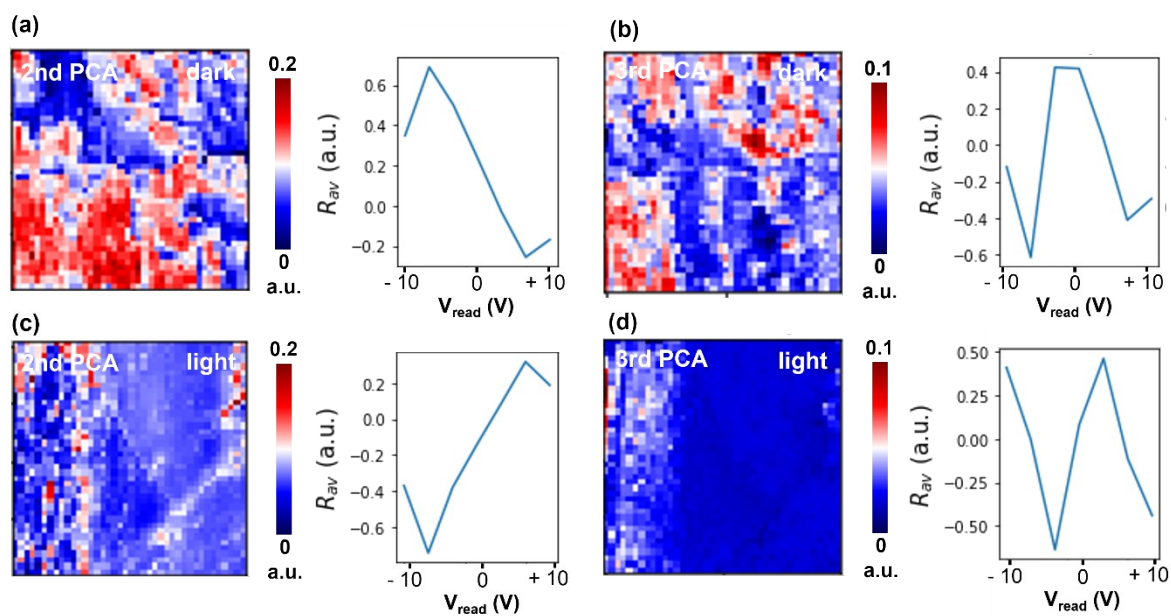 (a)
2nd PCA dark
0.2
0
a.u.
R_av (a.u.)
0.6
0.4
0.2
0.0
−0.2
- 10 0 + 10
V_read (V)
(b)
3rd PCA dark
0.1
0
a.u.
R_av (a.u.)
0.4
0.2
0.0
−0.2
−0.4
−0.6
- 10 0 + 10
V_read (V)
(c)
2nd PCA light
0.2
0
a.u.
R_av (a.u.)
0.2
0.0
−0.2
−0.4
−0.6
- 10 0 + 10
V_read (V)
(d)
3rd PCA light
0.1
0
a.u.
R_av (a.u.)
0.50
0.25
0.00
−0.25
−0.50
- 10 0 + 10
V_read (V)